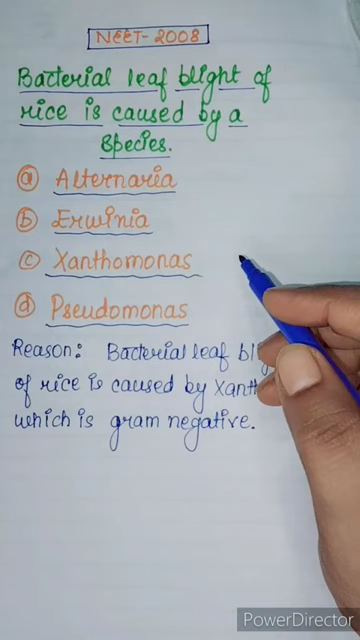 NEET-2008
Bacterial leaf blight of
rice is caused by a
species.
a Alternaria
b Erwinia
c Xanthomonas
d Pseudomonas
Reason: Bacterial leaf
of rice is caused by
which is gram negative.
PowerDirector